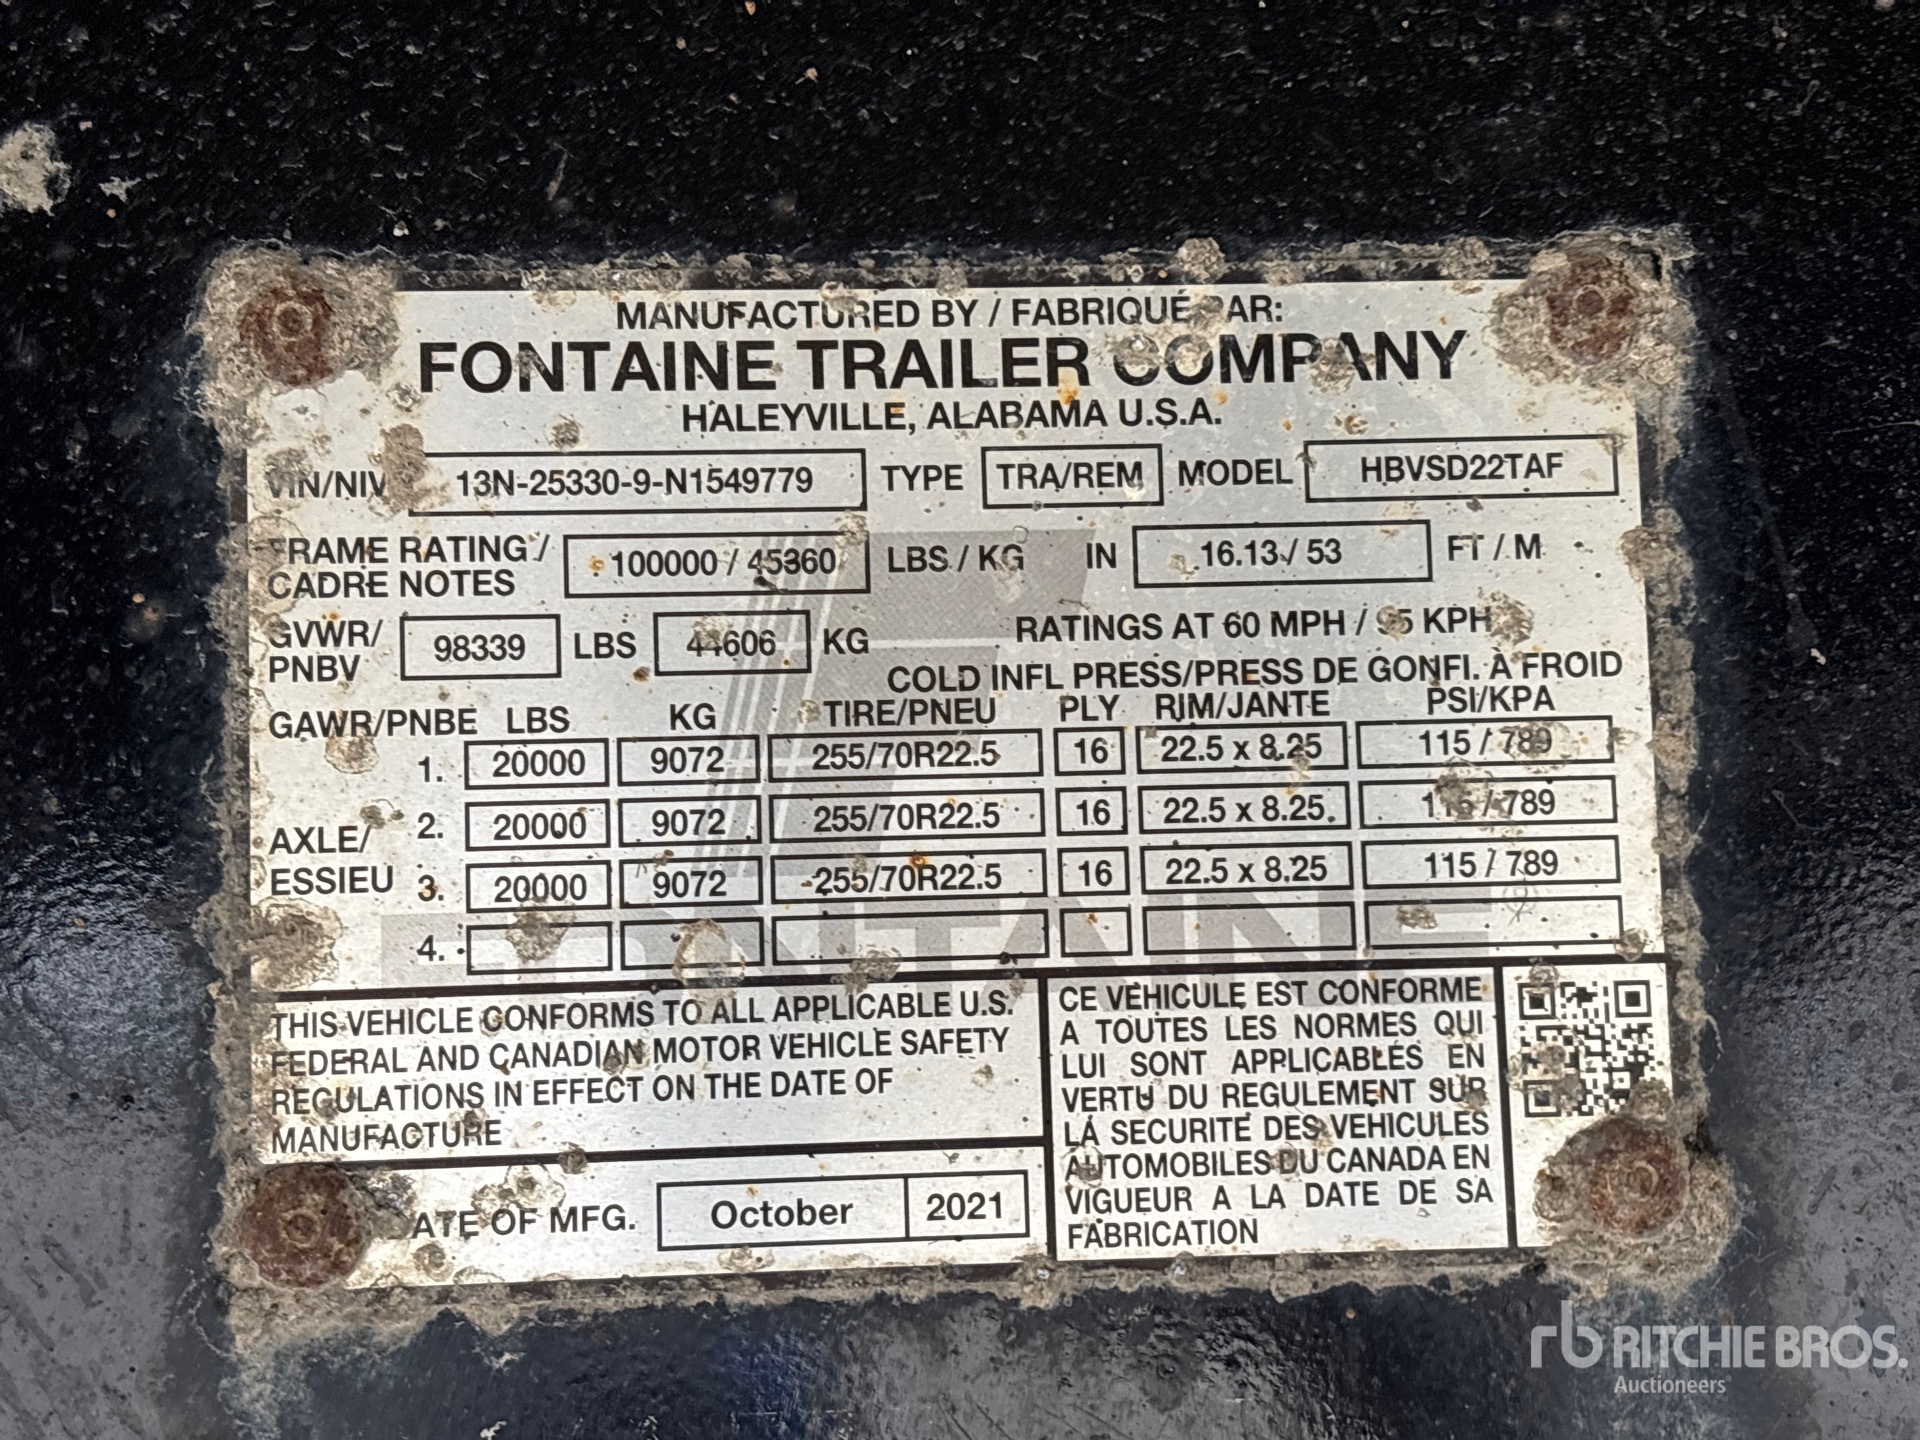 MANUFACTURED BY / FABRIQUÉ PAR:
FONTAINE TRAILER COMPANY
HALEYVILLE, ALABAMA U.S.A.
VIN/NIV 13N-25330-9-N1549779 TYPE TRA/REM MODEL HBVSD22TAF
FRAME RATING / CADRE NOTES 100000 / 45360 LBS / KG IN 16.13 / 53 FT / M
GVWR/ PNBV 98339 LBS 44606 KG RATINGS AT 60 MPH / 95 KPH
COLD INFL PRESS/PRESS DE GONFL. À FROID
GAWR/PNBE LBS KG TIRE/PNEU PLY RIM/JANTE PSI/KPA
AXLE/ ESSIEU
1. 20000 9072 255/70R22.5 16 22.5 x 8.25 115 / 789
2. 20000 9072 255/70R22.5 16 22.5 x 8.25 115 / 789
3. 20000 9072 255/70R22.5 16 22.5 x 8.25 115 / 789
4.
FONTAINE®
THIS VEHICLE CONFORMS TO ALL APPLICABLE U.S.
FEDERAL AND CANADIAN MOTOR VEHICLE SAFETY
REGULATIONS IN EFFECT ON THE DATE OF
MANUFACTURE
DATE OF MFG. October 2021
CE VEHICULE EST CONFORME
A TOUTES LES NORMES QUI
LUI SONT APPLICABLES EN
VERTU DU REGULEMENT SUR
LA SECURITE DES VEHICULES
AUTOMOBILES DU CANADA EN
VIGUEUR A LA DATE DE SA
FABRICATION
rb RITCHIE BROS.
Auctioneers